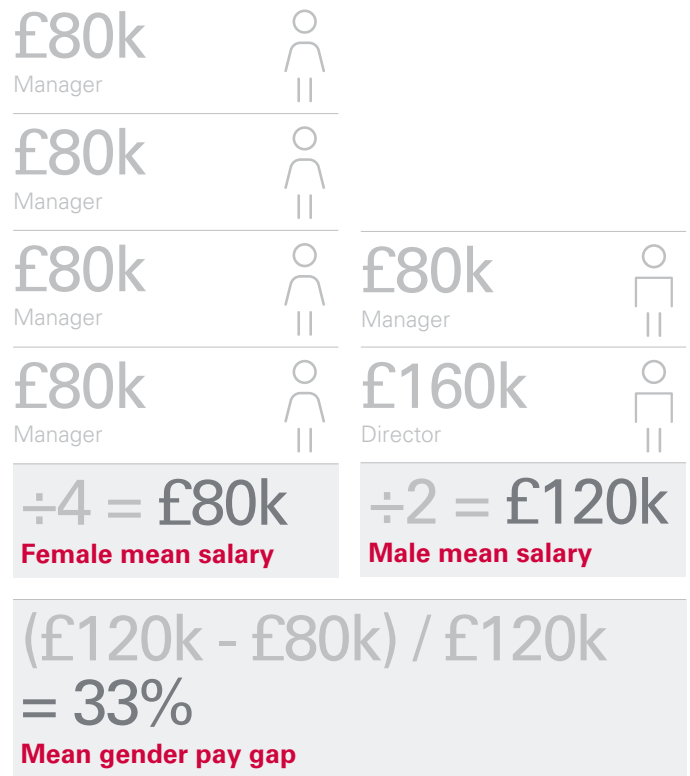 £80k
Manager
£80k
Manager
£80k
Manager
£80k
Manager
÷4 = £80k
Female mean salary
£80k
Manager
£160k
Director
÷2 = £120k
Male mean salary
(£120k - £80k) / £120k
= 33%
Mean gender pay gap